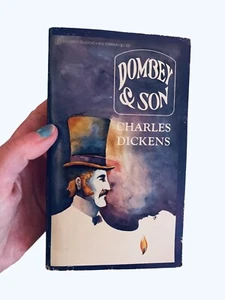 DOMBEY
& SON
CHARLES
DICKENS